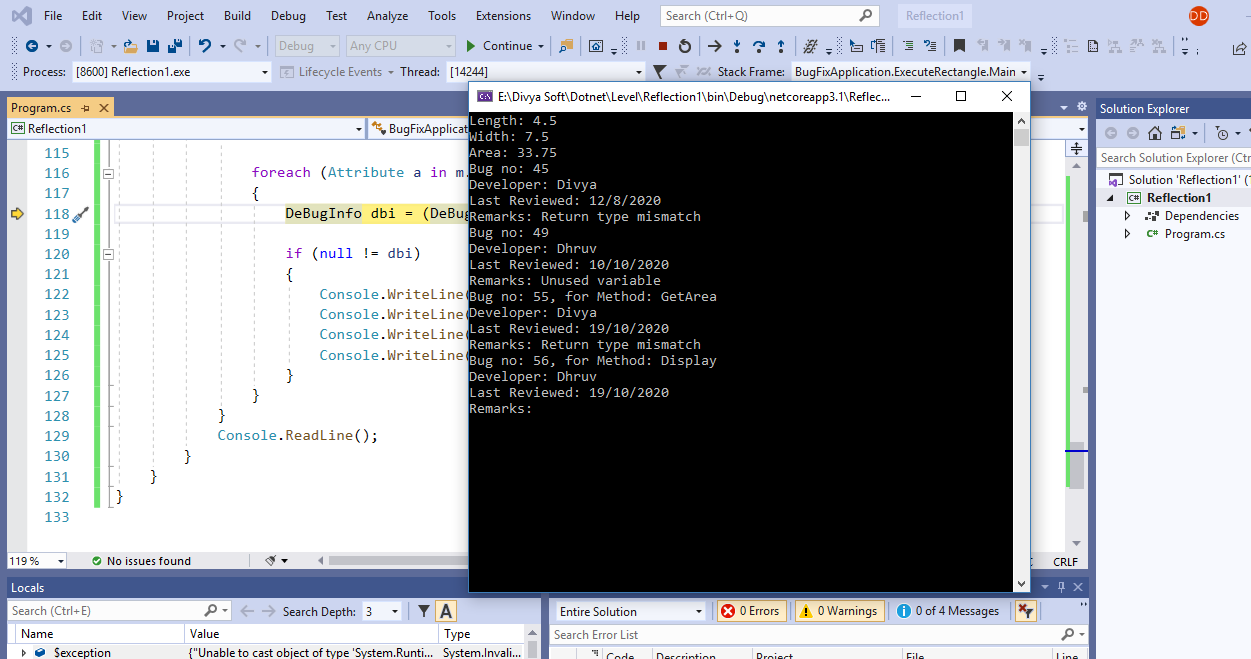 File Edit View Project Build Debug Test Analyze Tools Extensions Window Help Search (Ctrl+Q) Reflection1 DD
Debug Any CPU Continue
Process: [8600] Reflection1.exe Lifecycle Events Thread: [14244] Stack Frame: BugFixApplication.ExecuteRectangle.Main
Program.cs
C# Reflection1 BugFixApplicat
E:\Divya Soft\Dotnet\Level\Reflection1\bin\Debug\netcoreapp3.1\Reflec...
Length: 4.5
Width: 7.5
Area: 33.75
Bug no: 45
Developer: Divya
Last Reviewed: 12/8/2020
Remarks: Return type mismatch
Bug no: 49
Developer: Dhruv
Last Reviewed: 10/10/2020
Remarks: Unused variable
Bug no: 55, for Method: GetArea
Developer: Divya
Last Reviewed: 19/10/2020
Remarks: Return type mismatch
Bug no: 56, for Method: Display
Developer: Dhruv
Last Reviewed: 19/10/2020
Remarks:
115
116 foreach (Attribute a in m.
117 {
118 DeBugInfo dbi = (DeBug
119
120 if (null != dbi)
121 {
122 Console.WriteLine(
123 Console.WriteLine(
124 Console.WriteLine(
125 Console.WriteLine(
126 }
127 }
128 }
129 Console.ReadLine();
130 }
131 }
132 }
133
119 % No issues found CRLF
Solution Explorer
Search Solution Explorer (Ctr
Solution 'Reflection1' (1
C# Reflection1
Dependencies
C# Program.cs
Locals
Search (Ctrl+E) Search Depth: 3 A
Name Value Type
$exception {"Unable to cast object of type 'System.Runti... System.Invali...
Entire Solution 0 Errors 0 Warnings 0 of 4 Messages
Search Error List
Code Description Project File Line